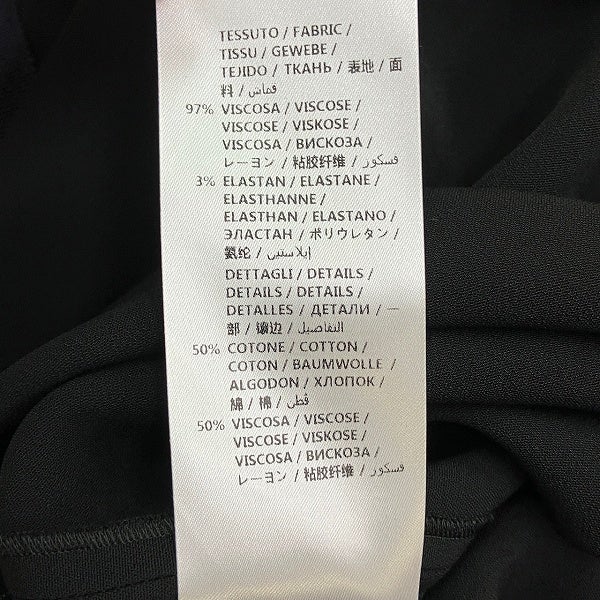 TESSUTO / FABRIC /
TISSU / GEWEBE /
TEJIDO / ТКАНЬ / 表地 / 面
料 / قماش
97% VISCOSA / VISCOSE /
VISCOSE / VISKOSE /
VISCOSA / ВИСКОЗА /
レーヨン / 粘胶纤维 / فسكوز
3% ELASTAN / ELASTANE /
ELASTHANNE /
ELASTHAN / ELASTANO /
ЭЛАСТАН / ポリウレタン /
氨纶 / إيلاستين
DETTAGLI / DETAILS /
DETAILS / DETAILS /
DETALLES / ДЕТАЛИ / 一
部 / 镶边 / التفاصيل
50% COTONE / COTTON /
COTON / BAUMWOLLE /
ALGODON / ХЛОПОК /
綿 / 棉 / قطن
50% VISCOSA / VISCOSE /
VISCOSE / VISKOSE /
VISCOSA / ВИСКОЗА /
レーヨン / 粘胶纤维 / فسكوز